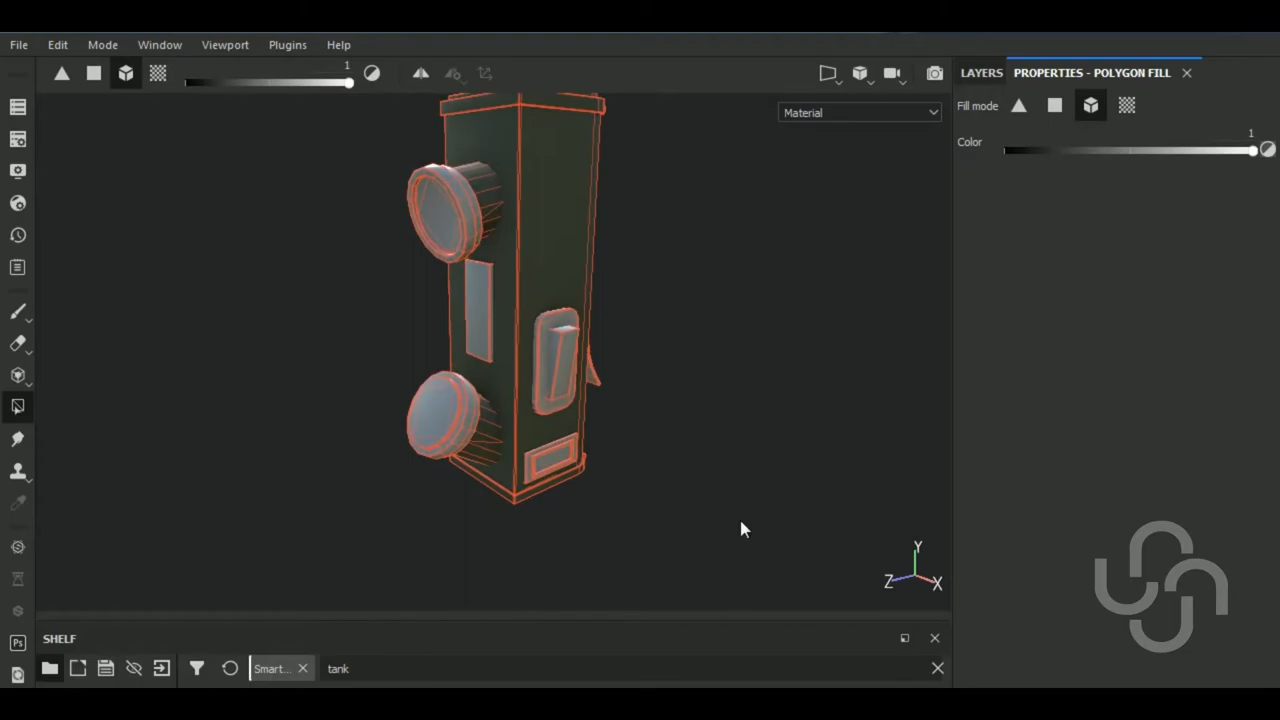 File Edit Mode Window Viewport Plugins Help
1
LAYERS PROPERTIES - POLYGON FILL
Material
Fill mode
1
Color
Y
Z X
SHELF
Ps
Smart... tank